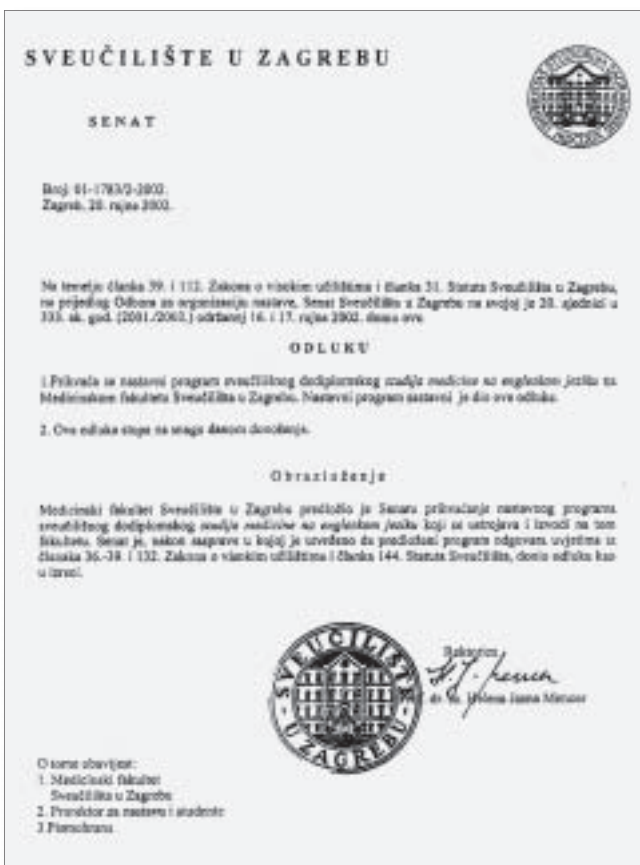 SVEUČILIŠTE U ZAGREBU
SENAT
Broj: 01-1783/2-2002.
Zagreb, 20. rujna 2002.
Na temelju članka 59. i 112. Zakona o visokim učilištima i članka 51. Statuta Sveučilišta u Zagrebu,
na prijedlog Odbora za organizaciju nastave, Senat Sveučilišta u Zagrebu na svojoj je 20. sjednici u
333. ak. god. (2001./2002.) održanoj 16. i 17. rujna 2002. donio ovu
ODLUKU
1.Prihvaća se nastavni program sveučilišnog dodiplomskog studija medicine na engleskom jeziku na
Medicinskom fakultetu Sveučilišta u Zagrebu. Nastavni program sastavni je dio ove odluke.
2. Ova odluka stupa na snagu danom donošenja.
Obrazloženje
Medicinski fakultet Sveučilišta u Zagrebu predložio je Senatu prihvaćanje nastavnog programa
sveučilišnog dodiplomskog studija medicine na engleskom jeziku koji se ustrojava i izvodi na tom
fakultetu. Senat je, nakon rasprave u kojoj je utvrđeno da predloženi program odgovara uvjetima iz
članaka 36.-39. i 132. Zakona o visokim učilištima i članka 144. Statuta Sveučilišta, donio odluku kao
u izreci.
SVEUČILIŠTE
U ZAGREBU
Rektorica
dr. sc. Helena Jasna Mencer
O tome obavijest:
1. Medicinski fakultet
Sveučilišta u Zagrebu
2. Prorektor za nastavu i studente
3.Pismohrana